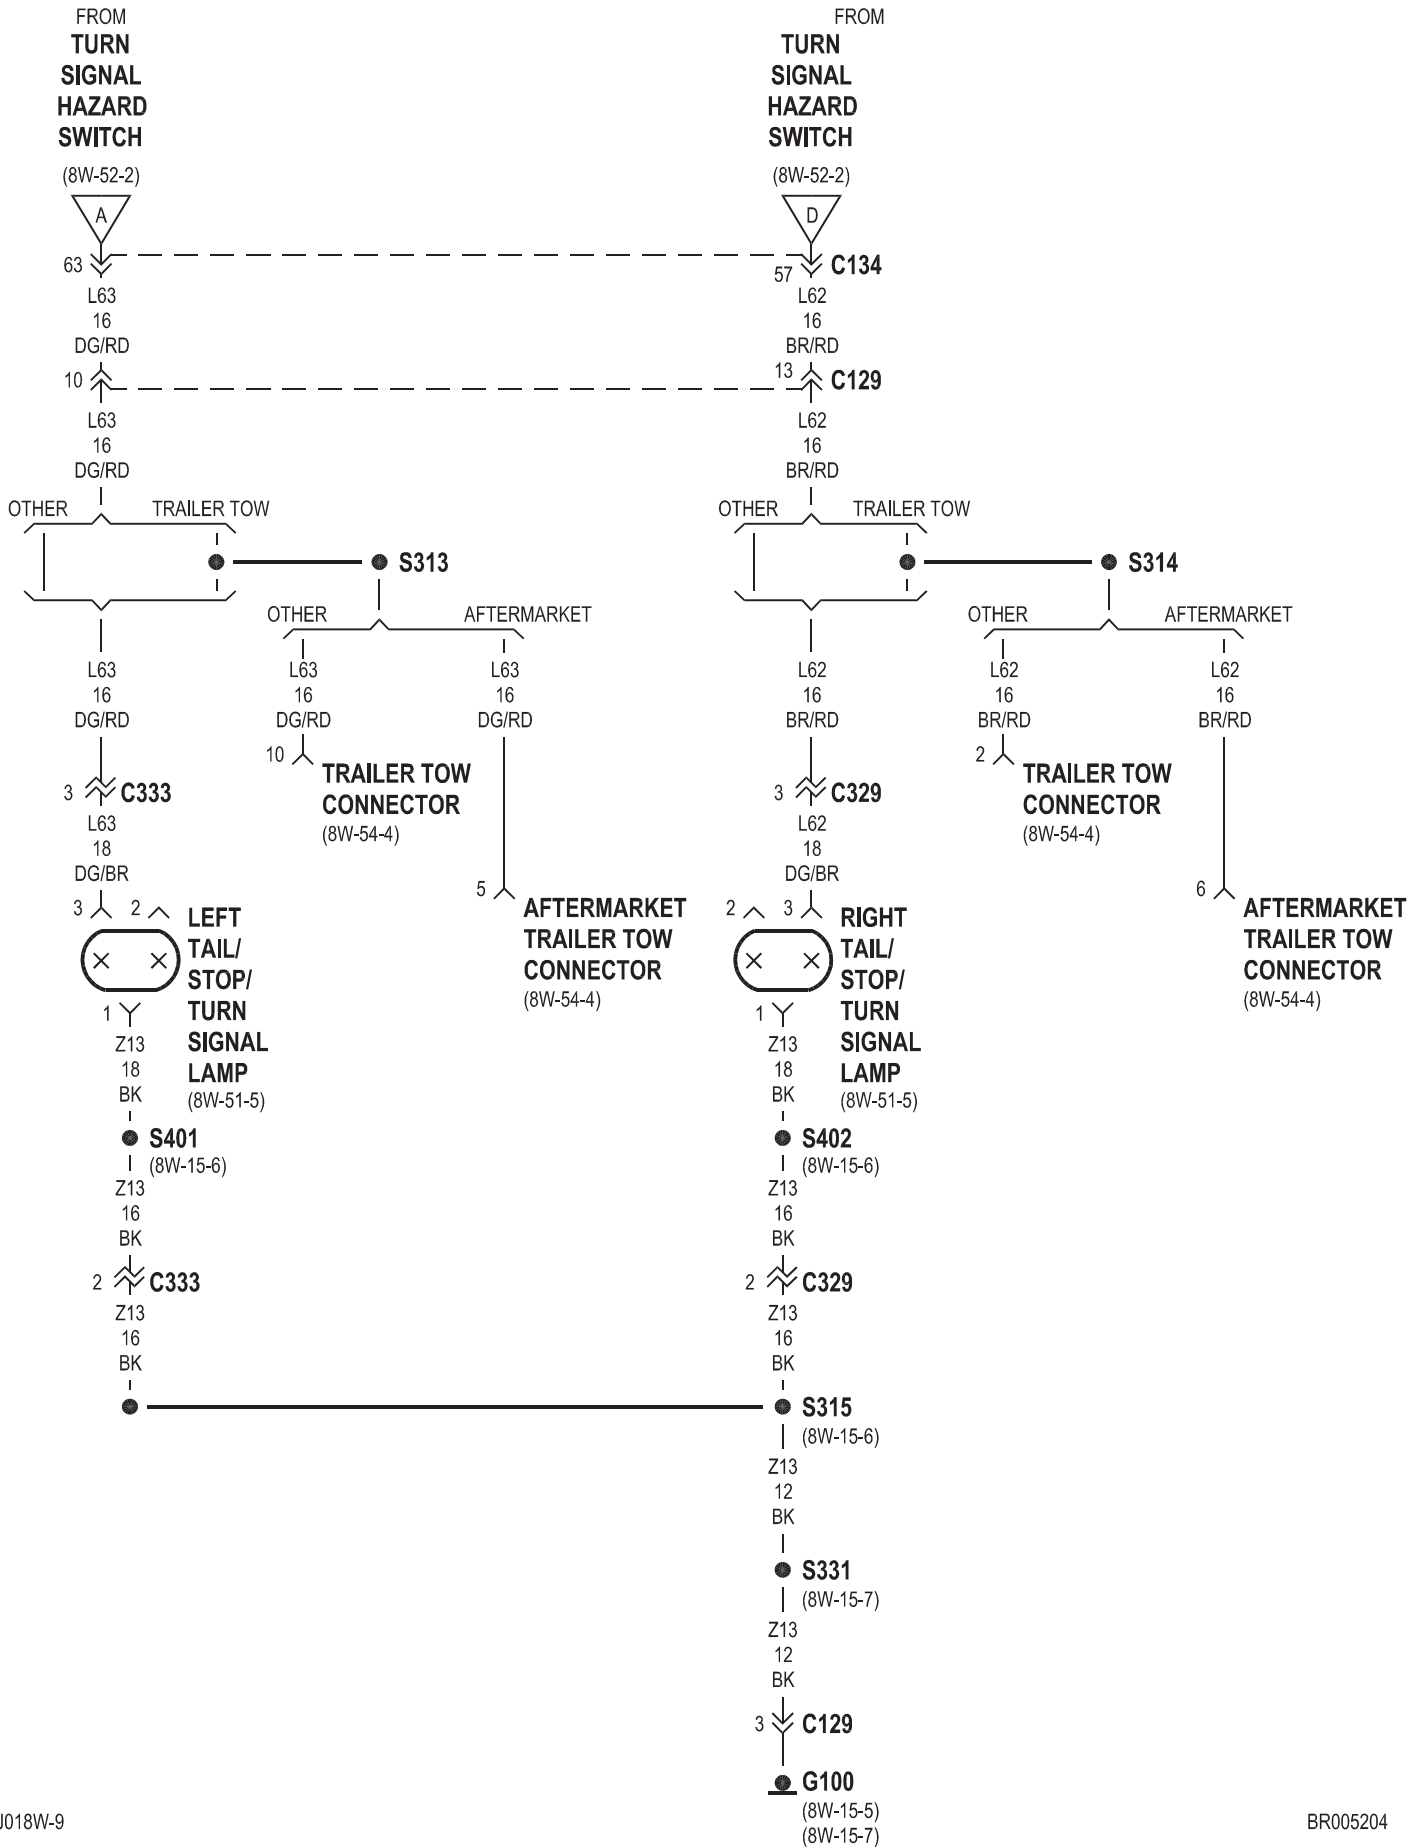 FROM
TURN
SIGNAL
HAZARD
SWITCH
(8W-52-2)
A
FROM
TURN
SIGNAL
HAZARD
SWITCH
(8W-52-2)
D
63
57
C134
L63
16
DG/RD
L62
16
BR/RD
10
13
C129
L63
16
DG/RD
L62
16
BR/RD
OTHER
TRAILER TOW
S313
OTHER
AFTERMARKET
OTHER
TRAILER TOW
S314
OTHER
AFTERMARKET
L63
16
DG/RD
L63
16
DG/RD
L63
16
DG/RD
L62
16
BR/RD
L62
16
BR/RD
L62
16
BR/RD
3
C333
10
TRAILER TOW
CONNECTOR
(8W-54-4)
3
C329
2
TRAILER TOW
CONNECTOR
(8W-54-4)
L63
18
DG/BR
L62
18
DG/BR
3
2
LEFT
TAIL/
STOP/
TURN
SIGNAL
LAMP
(8W-51-5)
5
AFTERMARKET
TRAILER TOW
CONNECTOR
(8W-54-4)
2
3
RIGHT
TAIL/
STOP/
TURN
SIGNAL
LAMP
(8W-51-5)
6
AFTERMARKET
TRAILER TOW
CONNECTOR
(8W-54-4)
1
Z13
18
BK
1
Z13
18
BK
S401
(8W-15-6)
S402
(8W-15-6)
Z13
16
BK
Z13
16
BK
2
C333
2
C329
Z13
16
BK
Z13
16
BK
S315
(8W-15-6)
Z13
12
BK
S331
(8W-15-7)
Z13
12
BK
3
C129
G100
(8W-15-5)
(8W-15-7)
J018W-9
BR005204